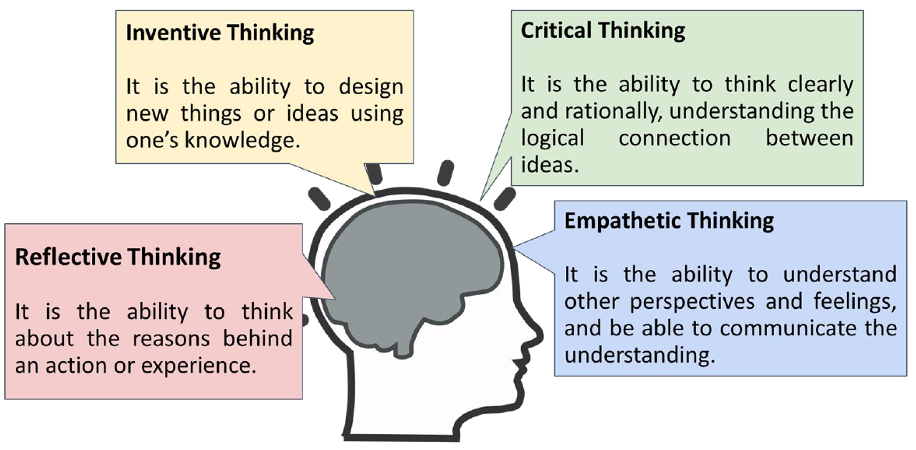 Inventive Thinking
It is the ability to design
new things or ideas using
one's knowledge.
Critical Thinking
It is the ability to think clearly
and rationally, understanding the
logical connection between
ideas.
Reflective Thinking
It is the ability to think
about the reasons behind
an action or experience.
Empathetic Thinking
It is the ability to understand
other perspectives and feelings,
and be able to communicate the
understanding.